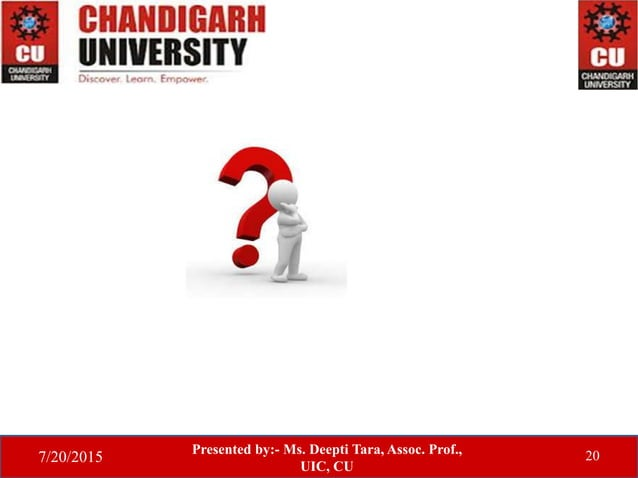 CU
CHANDIGARH
UNIVERSITY
CHANDIGARH
UNIVERSITY
Discover. Learn. Empower.
CU
CHANDIGARH
UNIVERSITY
?
7/20/2015
Presented by:- Ms. Deepti Tara, Assoc. Prof.,
UIC, CU
20